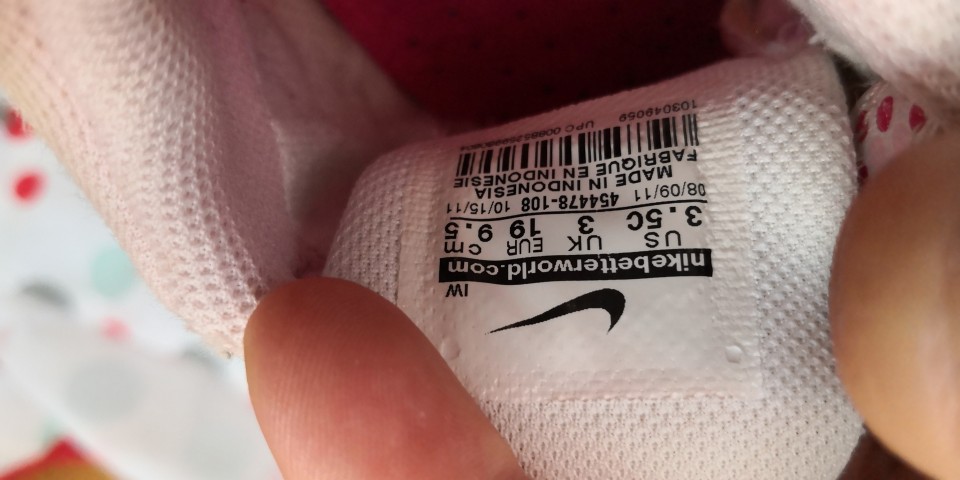 IW
nikebetterworld.com
US UK EUR cm
3.5C 3 19 9.5
08/09/11 454478-108 10/15/11
MADE IN INDONESIA
FABRIQUE EN INDONESIE
UPC
103049059